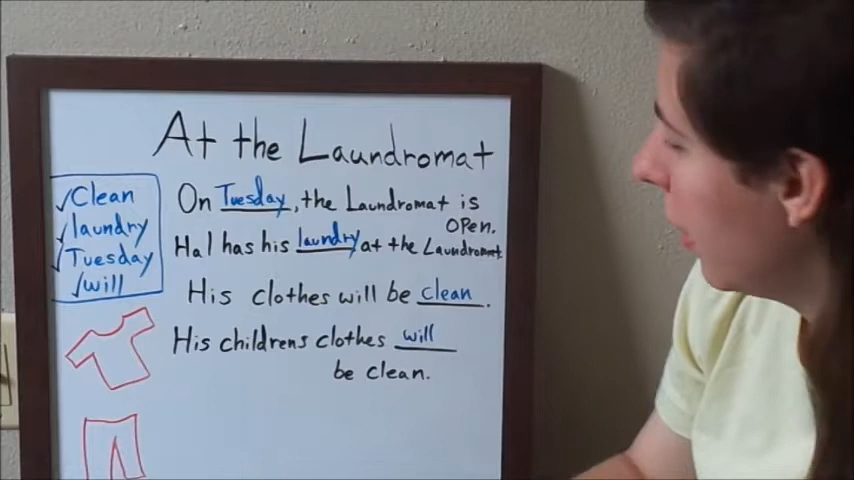 At the Laundromat
✓Clean
✓laundry
✓Tuesday
✓will
On Tuesday, the Laundromat is
open.
Hal has his laundry at the Laundromat.
His clothes will be clean.
His childrens clothes will
be clean.